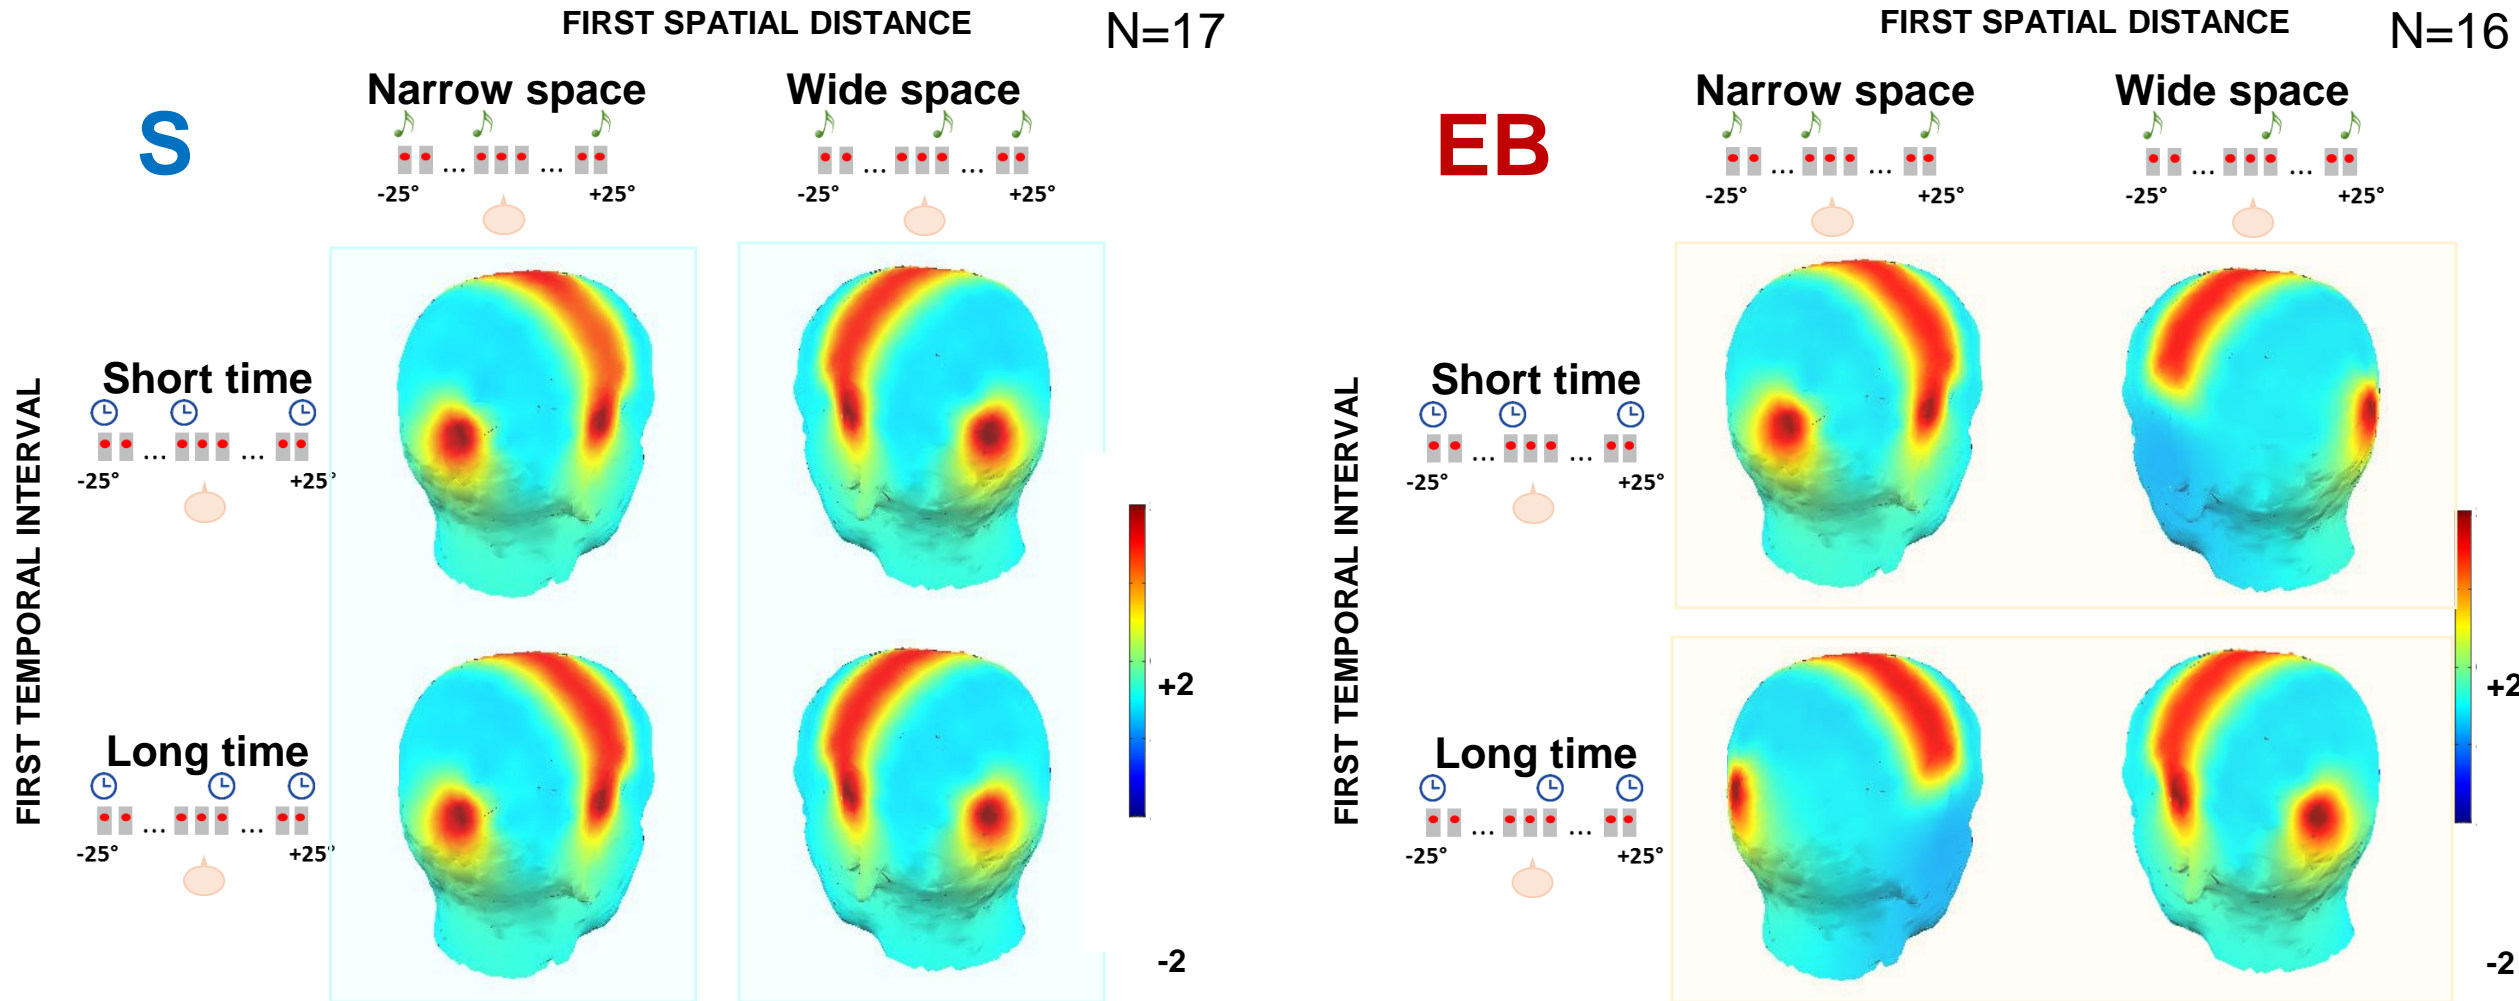 FIRST SPATIAL DISTANCE
N=17
Narrow space
Wide space
S
...
...
...
...
-25°
+25°
-25°
+25°
FIRST TEMPORAL INTERVAL
Short time
...
...
-25°
+25°
Long time
...
...
-25°
+25°
+2
-2
FIRST SPATIAL DISTANCE
N=16
Narrow space
Wide space
EB
...
...
...
...
-25°
+25°
-25°
+25°
FIRST TEMPORAL INTERVAL
Short time
...
...
-25°
+25°
Long time
...
...
-25°
+25°
+2
-2